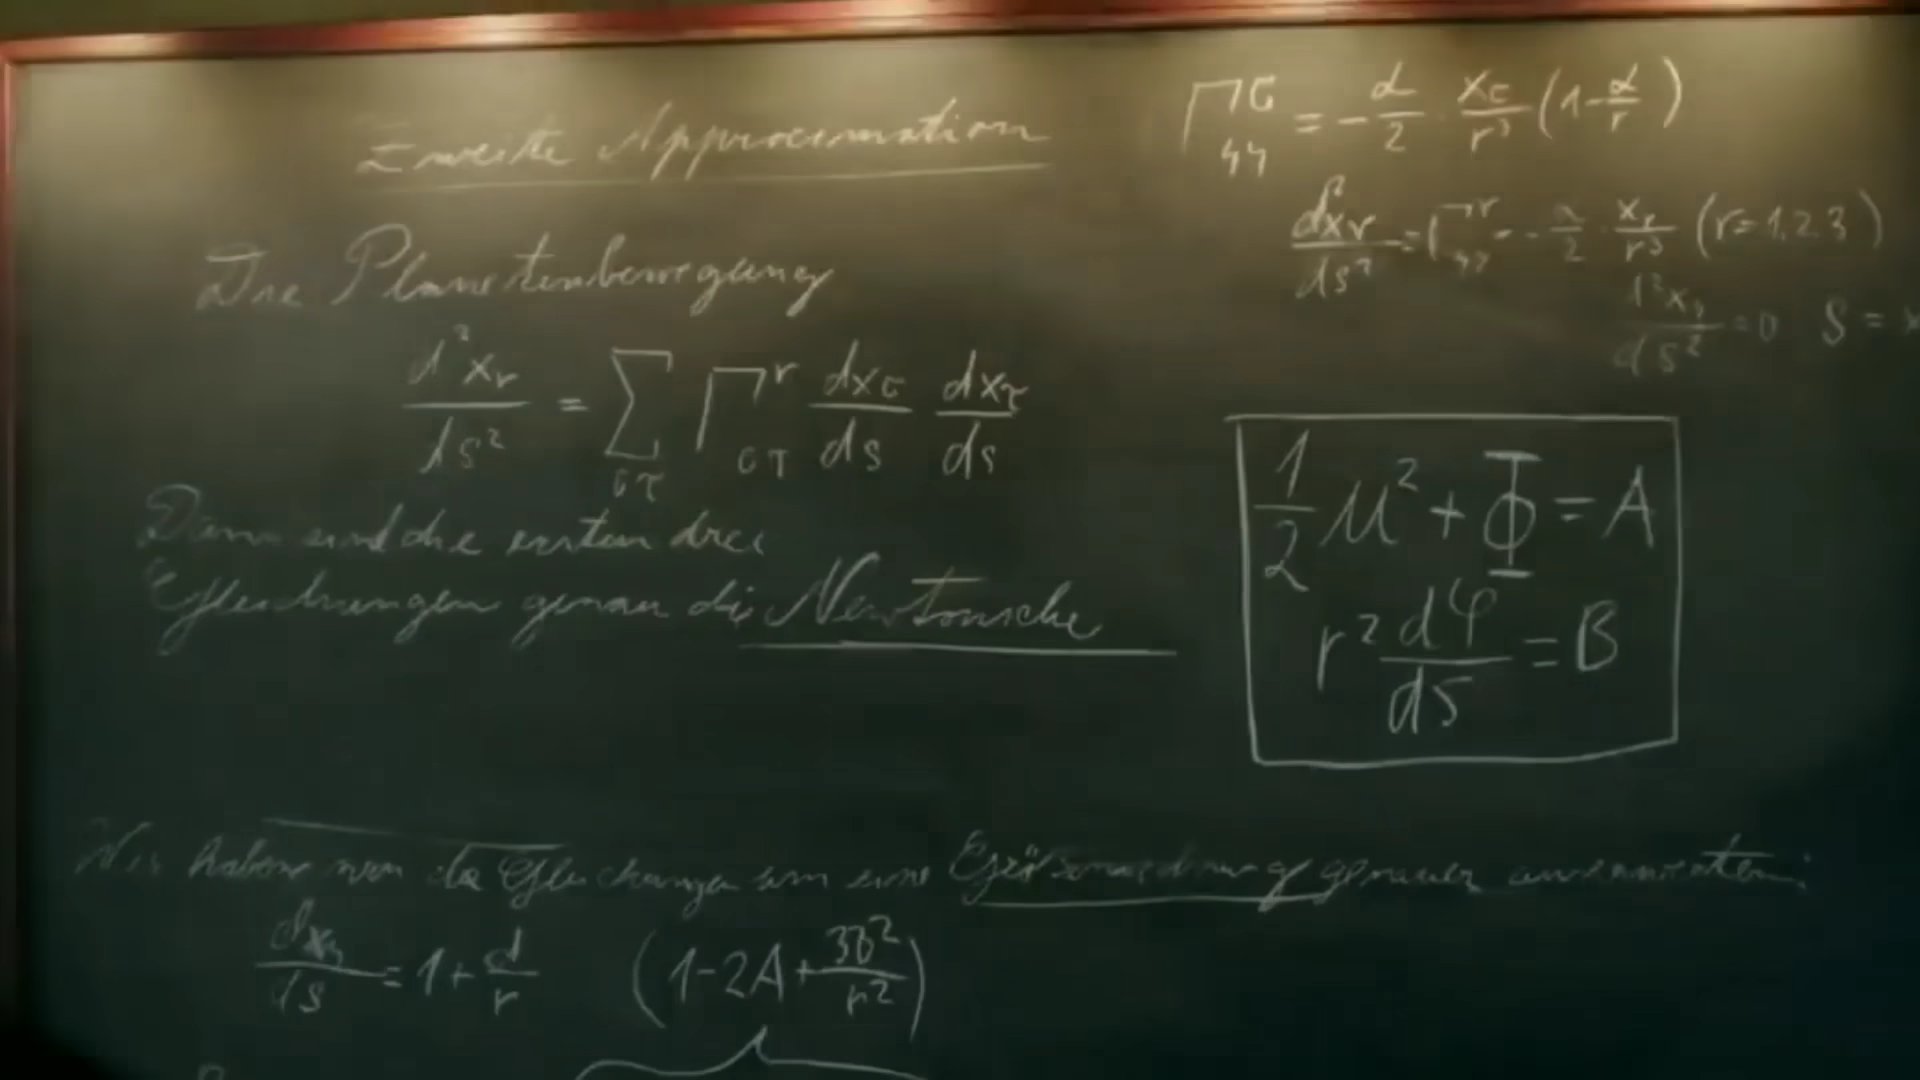 Zweite Approximation
Die Planetenbewegung
d²x_ν/ds² = Σ_στ Γ^ν_στ dx_σ/ds dx_τ/ds
Dann sind die ersten drei
Gleichungen genau die Newtonsche
Γ^σ_44 = -α/2 · x_σ/r³ (1-α/r)
d²x_ν/ds² = Γ^ν_44 = -α/2 · x_ν/r³ (r=1,2,3)
d²x_4/ds² = 0 S = x
1/2 u² + Φ = A
r² dφ/ds = B
Wir haben nun die Gleichungen um eine Größenordnung genauer
dx_4/ds = 1+α/r (1-2A+3B²/r²)